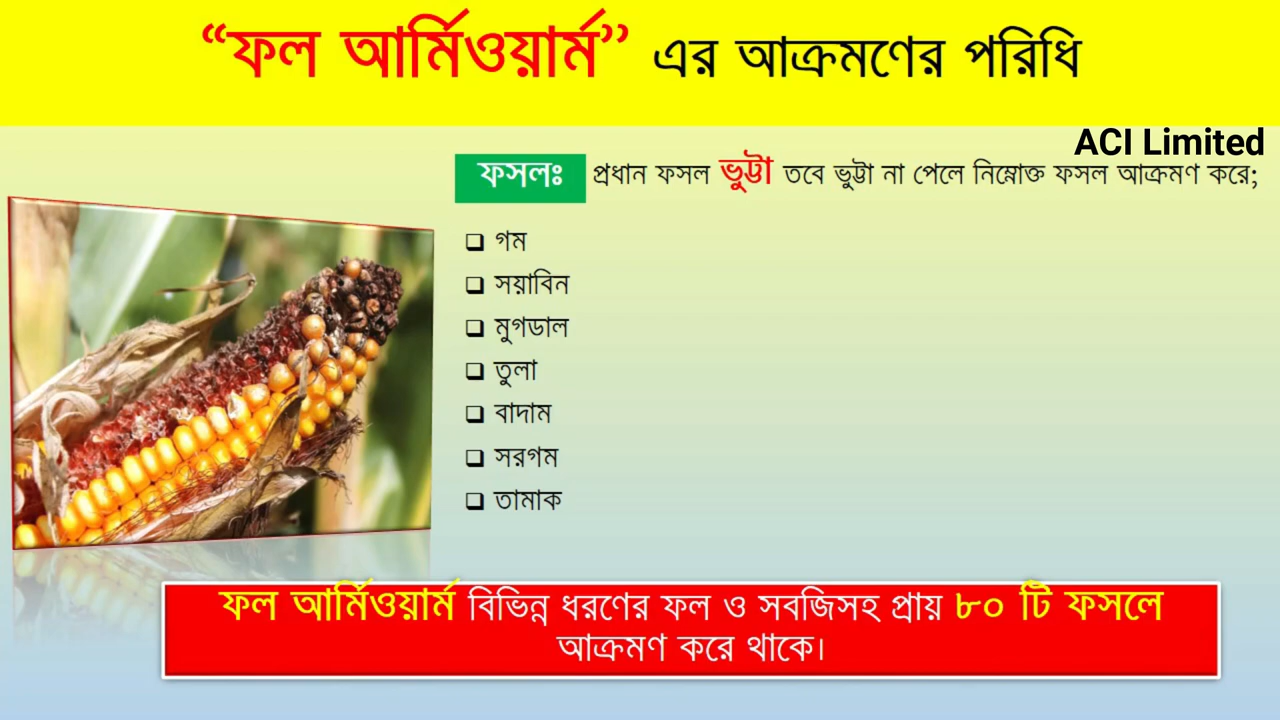 “ফল আর্মিওয়ার্ম” এর আক্রমণের পরিধি
ACI Limited
ফসলঃ প্রধান ফসল ভুট্টা তবে ভুট্টা না পেলে নিম্নোক্ত ফসল আক্রমণ করে;
❑ গম
❑ সয়াবিন
❑ মুগডাল
❑ তুলা
❑ বাদাম
❑ সরগম
❑ তামাক
ফল আর্মিওয়ার্ম বিভিন্ন ধরণের ফল ও সবজিসহ প্রায় ৮০ টি ফসলে
আক্রমণ করে থাকে।